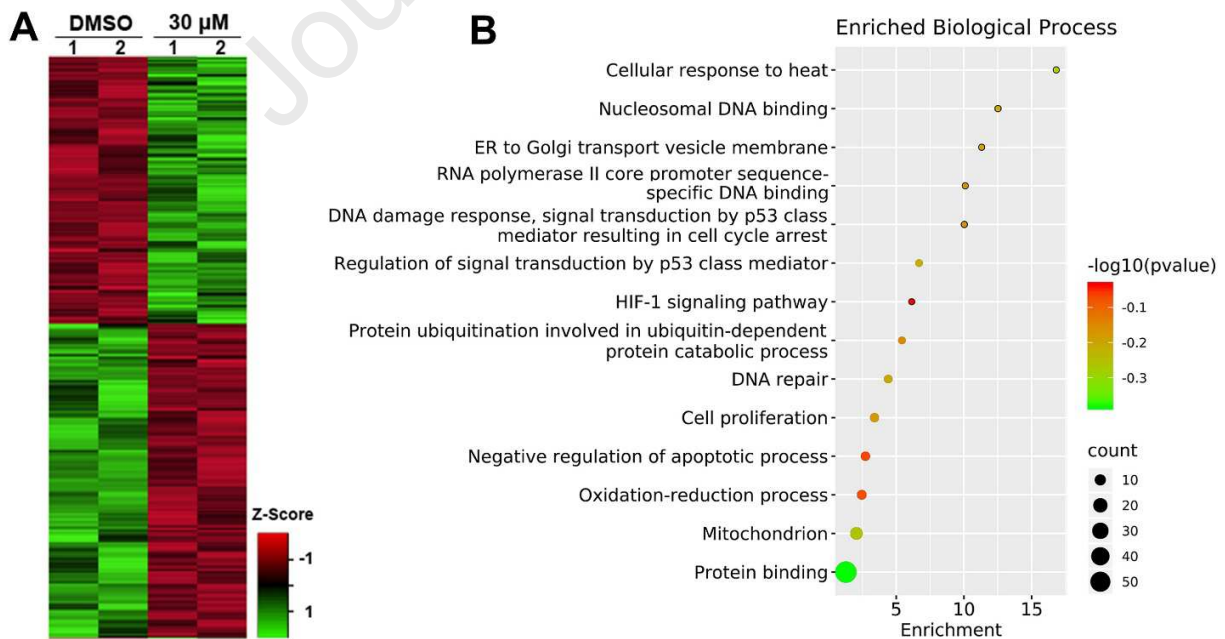 A
DMSO 30 µM
1 2 1 2
Z-Score
-1
1
Jou
B
Enriched Biological Process
Cellular response to heat
Nucleosomal DNA binding
ER to Golgi transport vesicle membrane
RNA polymerase II core promoter sequence-
specific DNA binding
DNA damage response, signal transduction by p53 class
mediator resulting in cell cycle arrest
Regulation of signal transduction by p53 class mediator
HIF-1 signaling pathway
Protein ubiquitination involved in ubiquitin-dependent
protein catabolic process
DNA repair
Cell proliferation
Negative regulation of apoptotic process
Oxidation-reduction process
Mitochondrion
Protein binding
5 10 15
Enrichment
-log10(pvalue)
-0.1
-0.2
-0.3
count
10
20
30
40
50